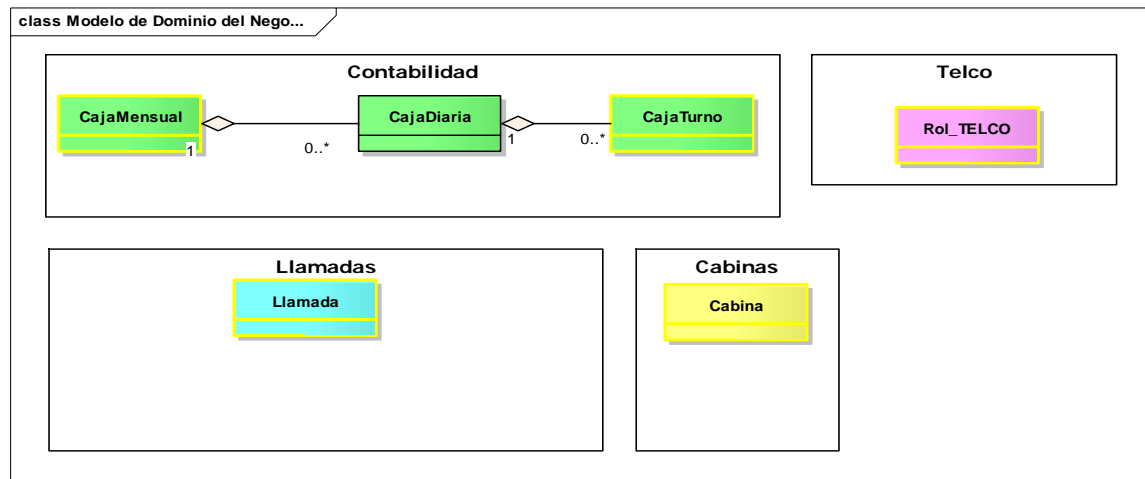 class Modelo de Dominio del Nego...
Contabilidad
CajaMensual
1
0..*
CajaDiaria
1
0..*
CajaTurno
Telco
Rol_TELCO
Llamadas
Llamada
Cabinas
Cabina